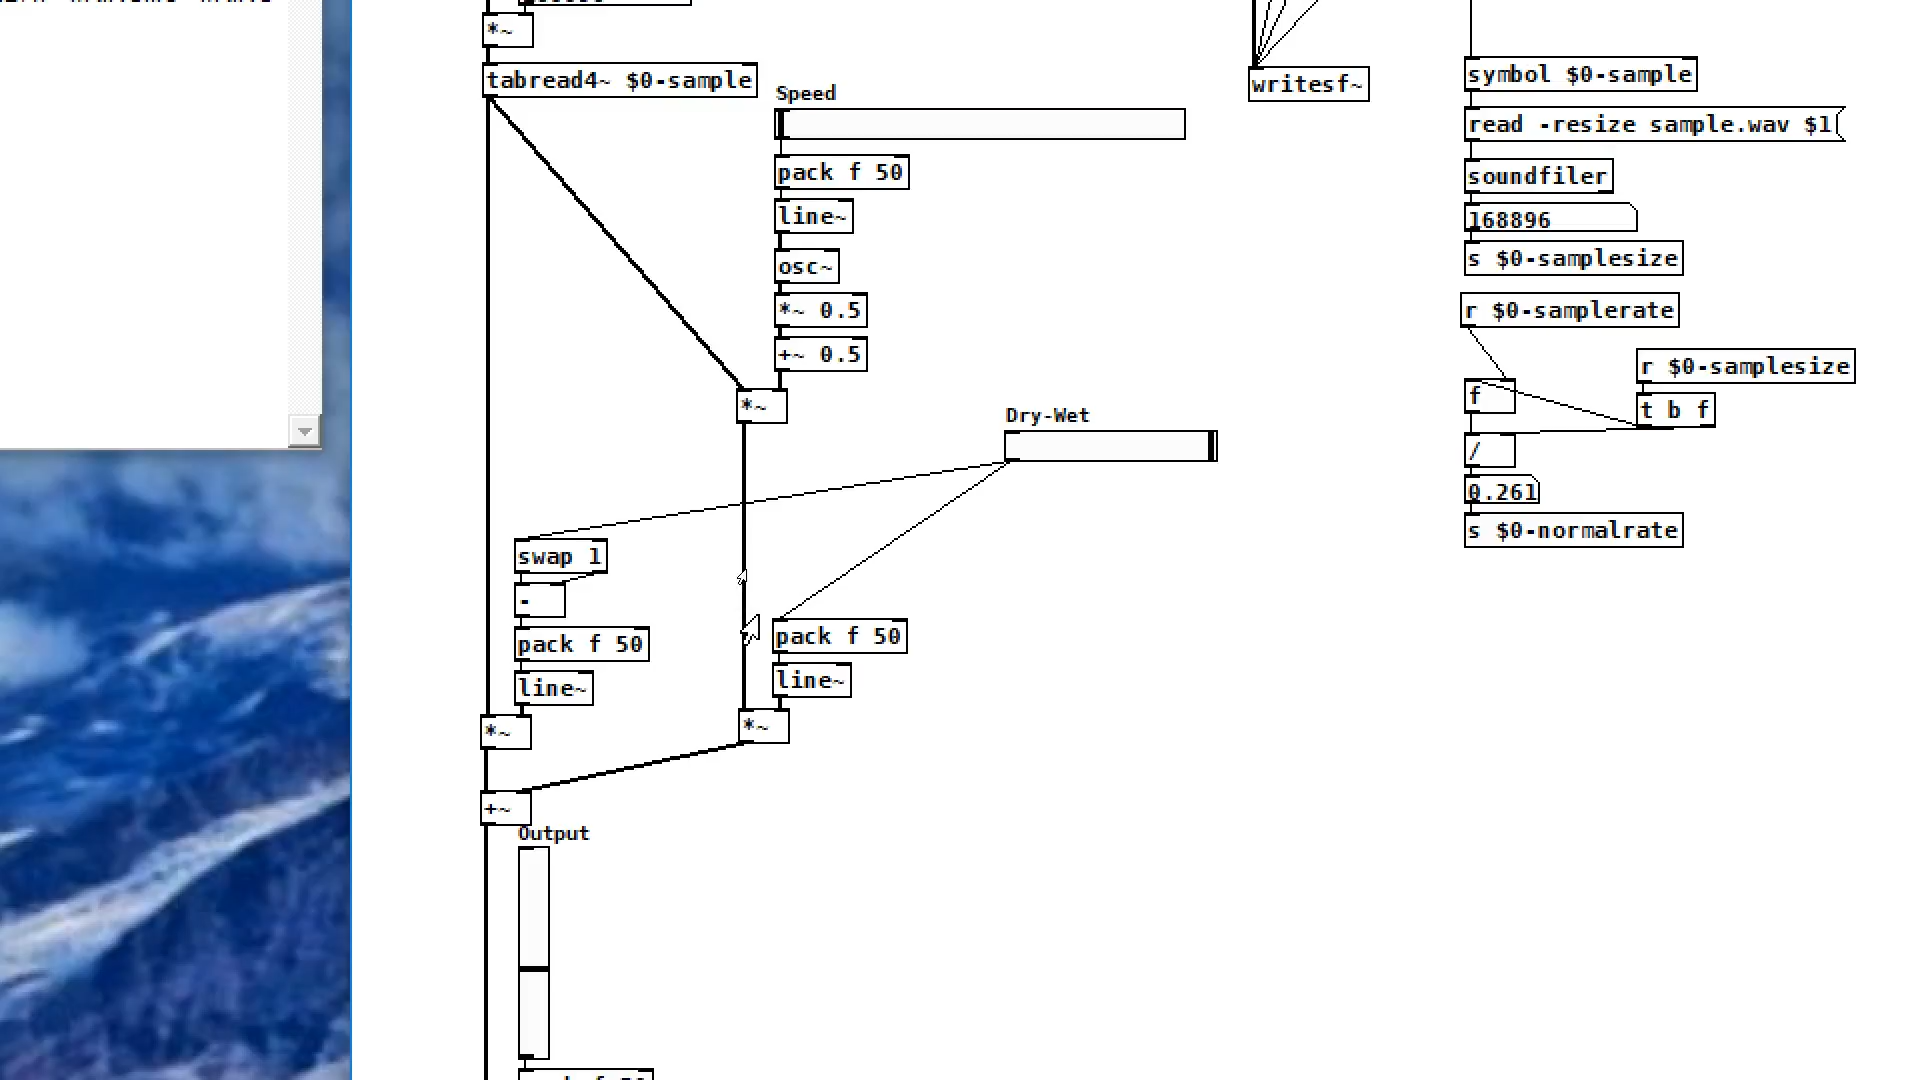 *~
tabread4~ $0-sample
Speed
pack f 50
line~
osc~
*~ 0.5
+~ 0.5
*~
Dry-Wet
swap 1
-
pack f 50
line~
*~
pack f 50
line~
*~
+~
Output
writesf~
symbol $0-sample
read -resize sample.wav $1
soundfiler
168896
s $0-samplesize
r $0-samplerate
r $0-samplesize
f
t b f
/
0.261
s $0-normalrate